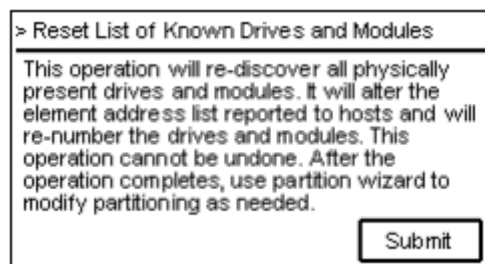 > Reset List of Known Drives and Modules
This operation will re-discover all physically
present drives and modules. It will alter the
element address list reported to hosts and will
re-number the drives and modules. This
operation cannot be undone. After the
operation completes, use partition wizard to
modify partitioning as needed.
Submit